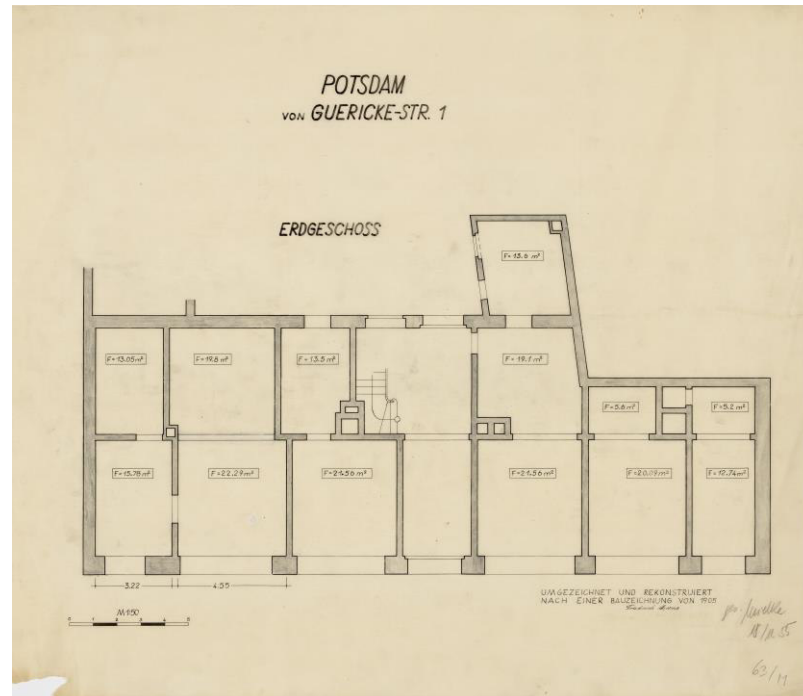 POTSDAM
VON GUERICKE-STR. 1
ERDGESCHOSS
F= 13.6 m²
F= 13.05 m²
F= 19.8 m²
F= 13.5 m²
F= 19.1 m²
F= 5.6 m²
F= 5.2 m²
F= 15.78 m²
F= 22.29 m²
F= 21.56 m²
F= 21.56 m²
F= 20.09 m²
F= 12.74 m²
3.22
4.55
M 1:50
UMGEZEICHNET UND REKONSTRUIERT
NACH EINER BAUZEICHNUNG VON 1905
63/M